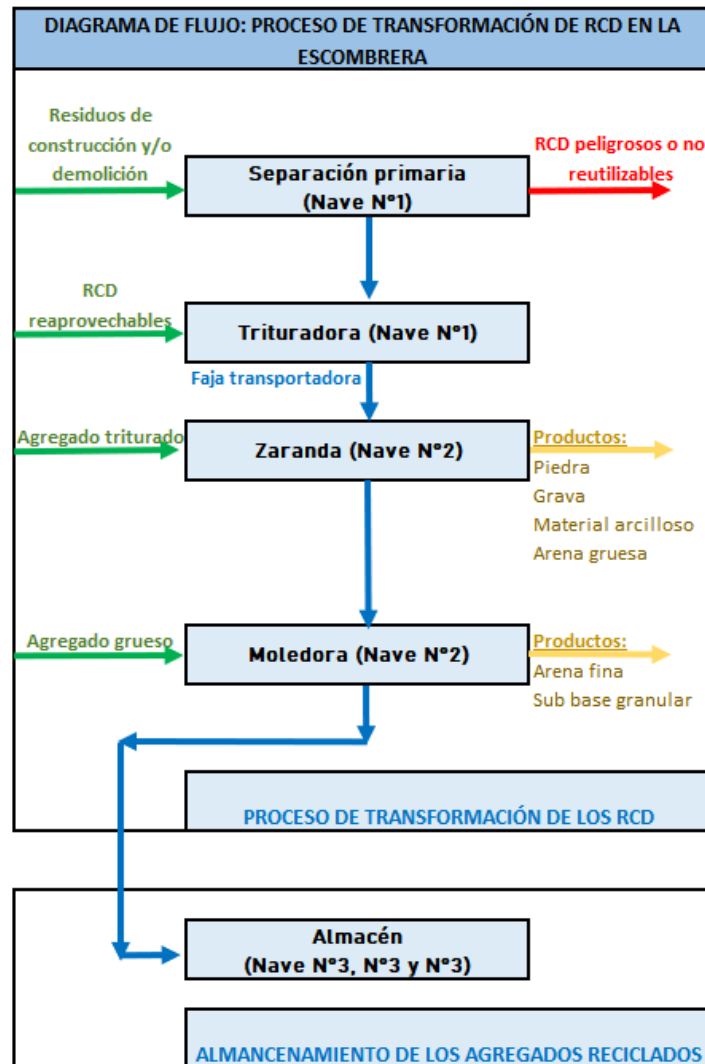 DIAGRAMA DE FLUJO: PROCESO DE TRANSFORMACIÓN DE RCD EN LA
ESCOMBRERA
Residuos de
construcción y/o
demolición
Separación primaria
(Nave N°1)
RCD peligrosos o no
reutilizables
RCD
reaprovechables
Trituradora (Nave N°1)
Faja transportadora
Agregado triturado
Zaranda (Nave N°2)
Productos:
Piedra
Grava
Material arcilloso
Arena gruesa
Agregado grueso
Moledora (Nave N°2)
Productos:
Arena fina
Sub base granular
PROCESO DE TRANSFORMACIÓN DE LOS RCD
Almacén
(Nave N°3, N°3 y N°3)
ALMANCENAMIENTO DE LOS AGREGADOS RECICLADOS